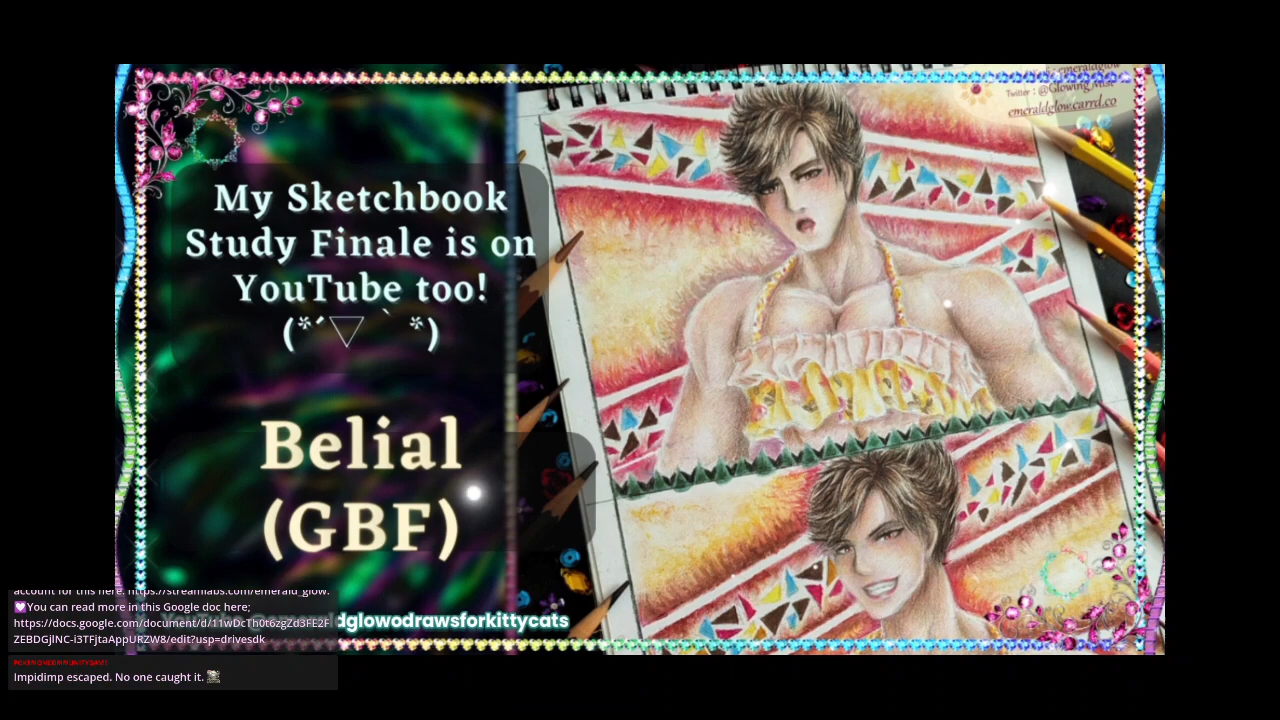 My Sketchbook
Study Finale is on
YouTube too!
(*´▽`*)
Belial
(GBF)
Twitter : @Glowing_Mist
emeraldglow.carrd.co
account for this here: https://streamlabs.com/emerald_glow.
You can read more in this Google doc here;
https://docs.google.com/document/d/11wDcTh0t6zgZd3FE2F
ZEBDGjlNC-i3TFjtaAppURZW8/edit?usp=drivesdk
dglowodrawsforkittycats
POKEMONCOMMUNITYGAME
Impidimp escaped. No one caught it.